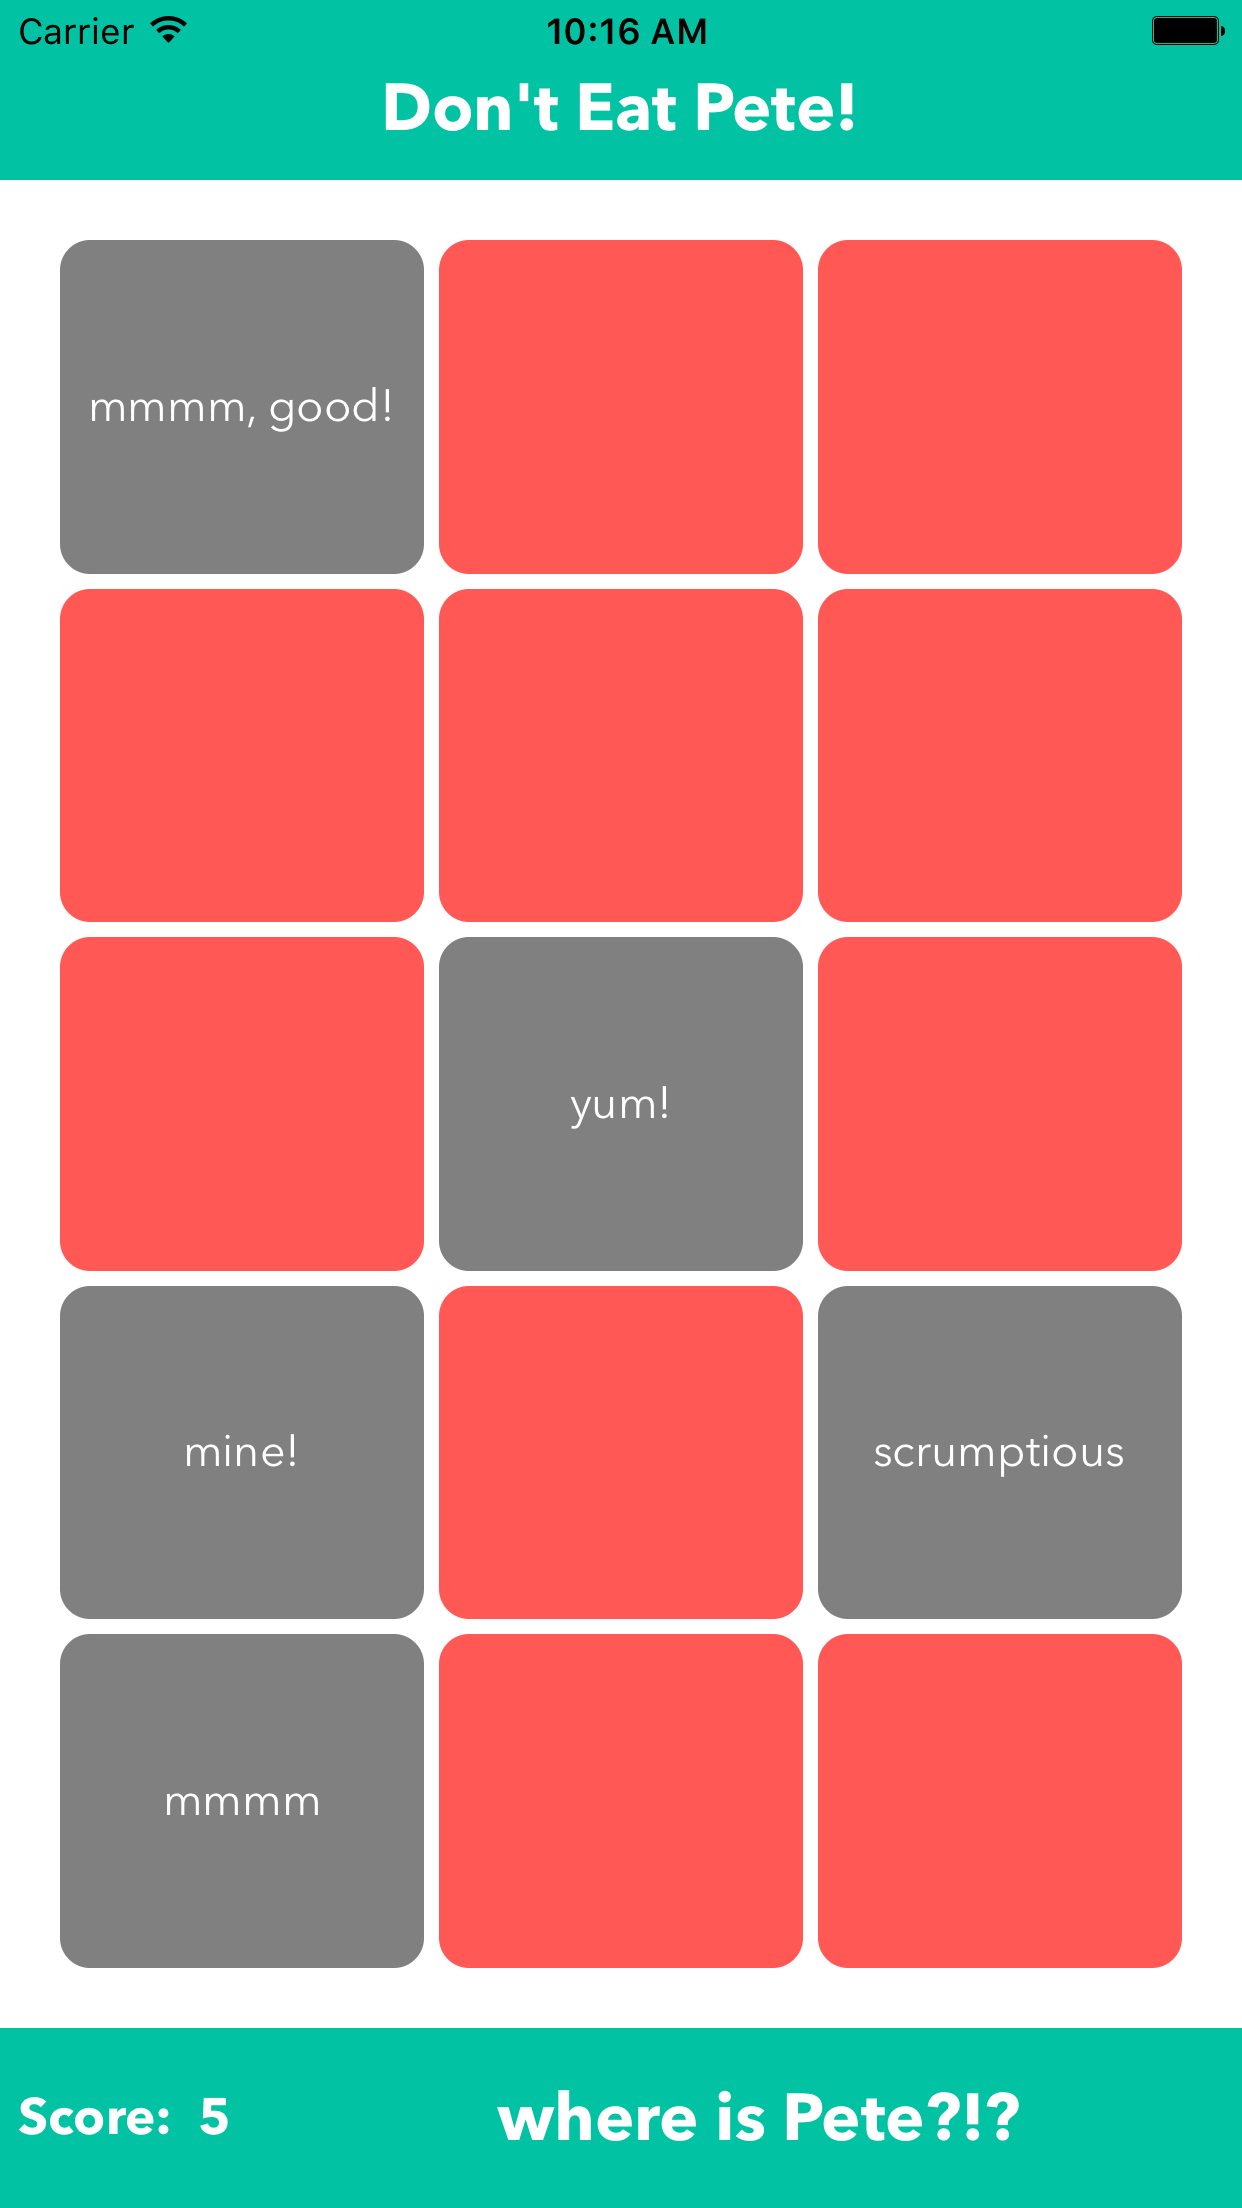 Carrier 10:16 AM
Don't Eat Pete!
mmmm, good!
yum!
mine!
scrumptious
mmmm
Score: 5
where is Pete?!?